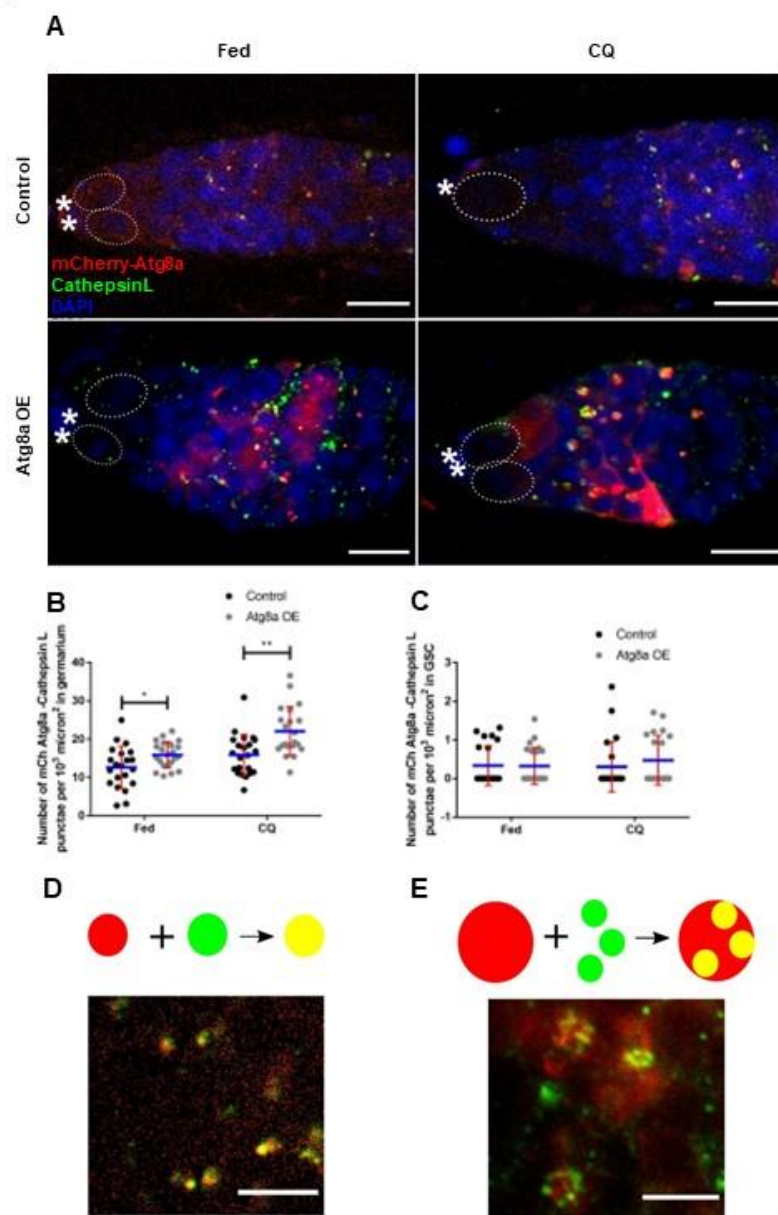 A
Fed CQ
Control
* * *
mCherry-Atg8a
CathepsinL
DAPI
Atg8a OE
* * * *
B
Control
Atg8a OE
Number of mCh Atg8a -Cathepsin L
punctae per 10³ micron² in germarium
40
30
20
10
0
*
**
Fed CQ
C
Control
Atg8a OE
Number of mCh Atg8a -Cathepsin L
punctae per 10³ micron² in GSC
3
2
1
0
-1
Fed CQ
D
+
E
+